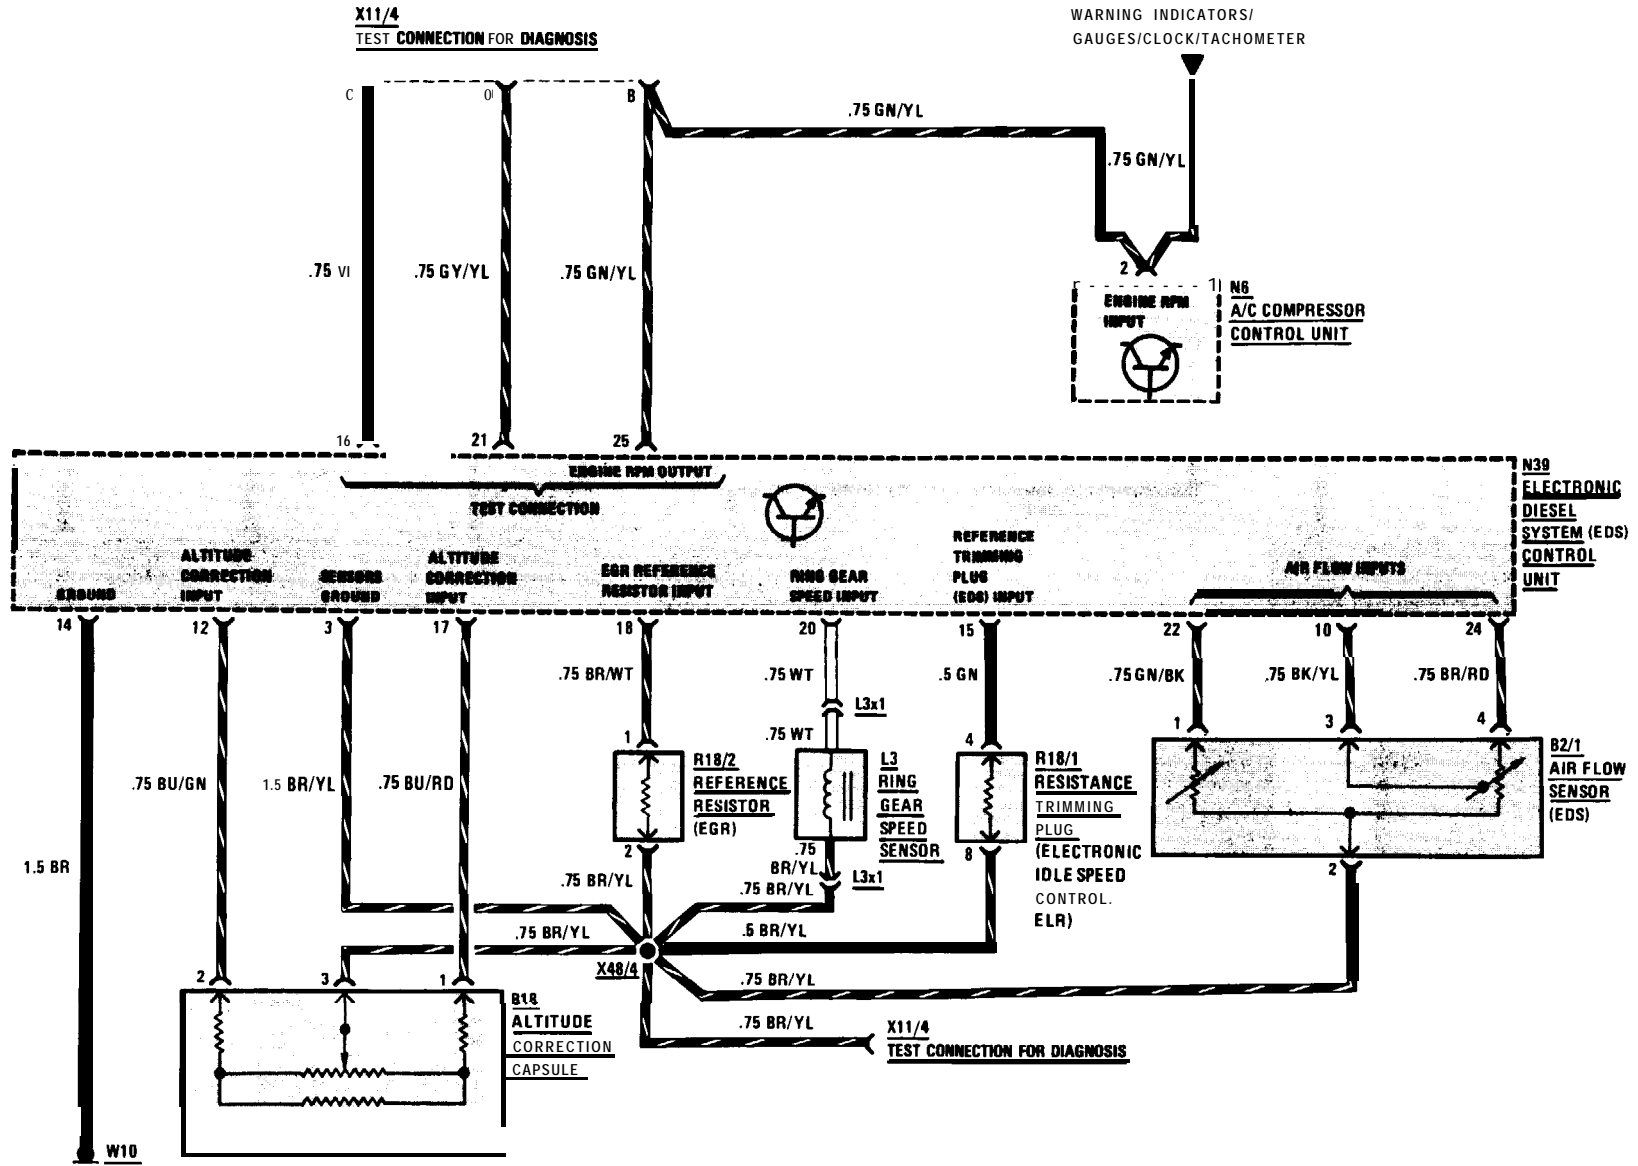 X11/4
TEST CONNECTION FOR DIAGNOSIS
WARNING INDICATORS/
GAUGES/CLOCK/TACHOMETER
C
0
B
.75 GN/YL
.75 GN/YL
.75 VI
.75 GY/YL
.75 GN/YL
2
1
N6
A/C COMPRESSOR
CONTROL UNIT
ENGINE RPM
INPUT
16
21
25
ENGINE RPM OUTPUT
TEST CONNECTION
N39
ELECTRONIC
DIESEL
SYSTEM (EDS)
CONTROL
UNIT
GROUND
ALTITUDE
CORRECTION
INPUT
SENSORS
GROUND
ALTITUDE
CORRECTION
INPUT
EGR REFERENCE
RESISTOR INPUT
RING GEAR
SPEED INPUT
REFERENCE
TRIMMING
PLUG
(EDS) INPUT
AIR FLOW INPUTS
14
12
3
17
18
20
15
22
10
24
.75 BR/WT
.75 WT
.5 GN
.75 GN/BK
.75 BK/YL
.75 BR/RD
L3x1
.75 WT
1
4
1
3
4
1.5 BR
.75 BU/GN
1.5 BR/YL
.75 BU/RD
R18/2
REFERENCE
RESISTOR
(EGR)
L3
RING
GEAR
SPEED
SENSOR
R18/1
RESISTANCE
TRIMMING
PLUG
(ELECTRONIC
IDLE SPEED
CONTROL.
ELR)
B2/1
AIR FLOW
SENSOR
(EDS)
2
.75
BR/YL
8
2
L3x1
.75 BR/YL
.75 BR/YL
.75 BR/YL
.5 BR/YL
X48/4
.75 BR/YL
.75 BR/YL
2
3
1
B18
ALTITUDE
CORRECTION
CAPSULE
X11/4
TEST CONNECTION FOR DIAGNOSIS
W10